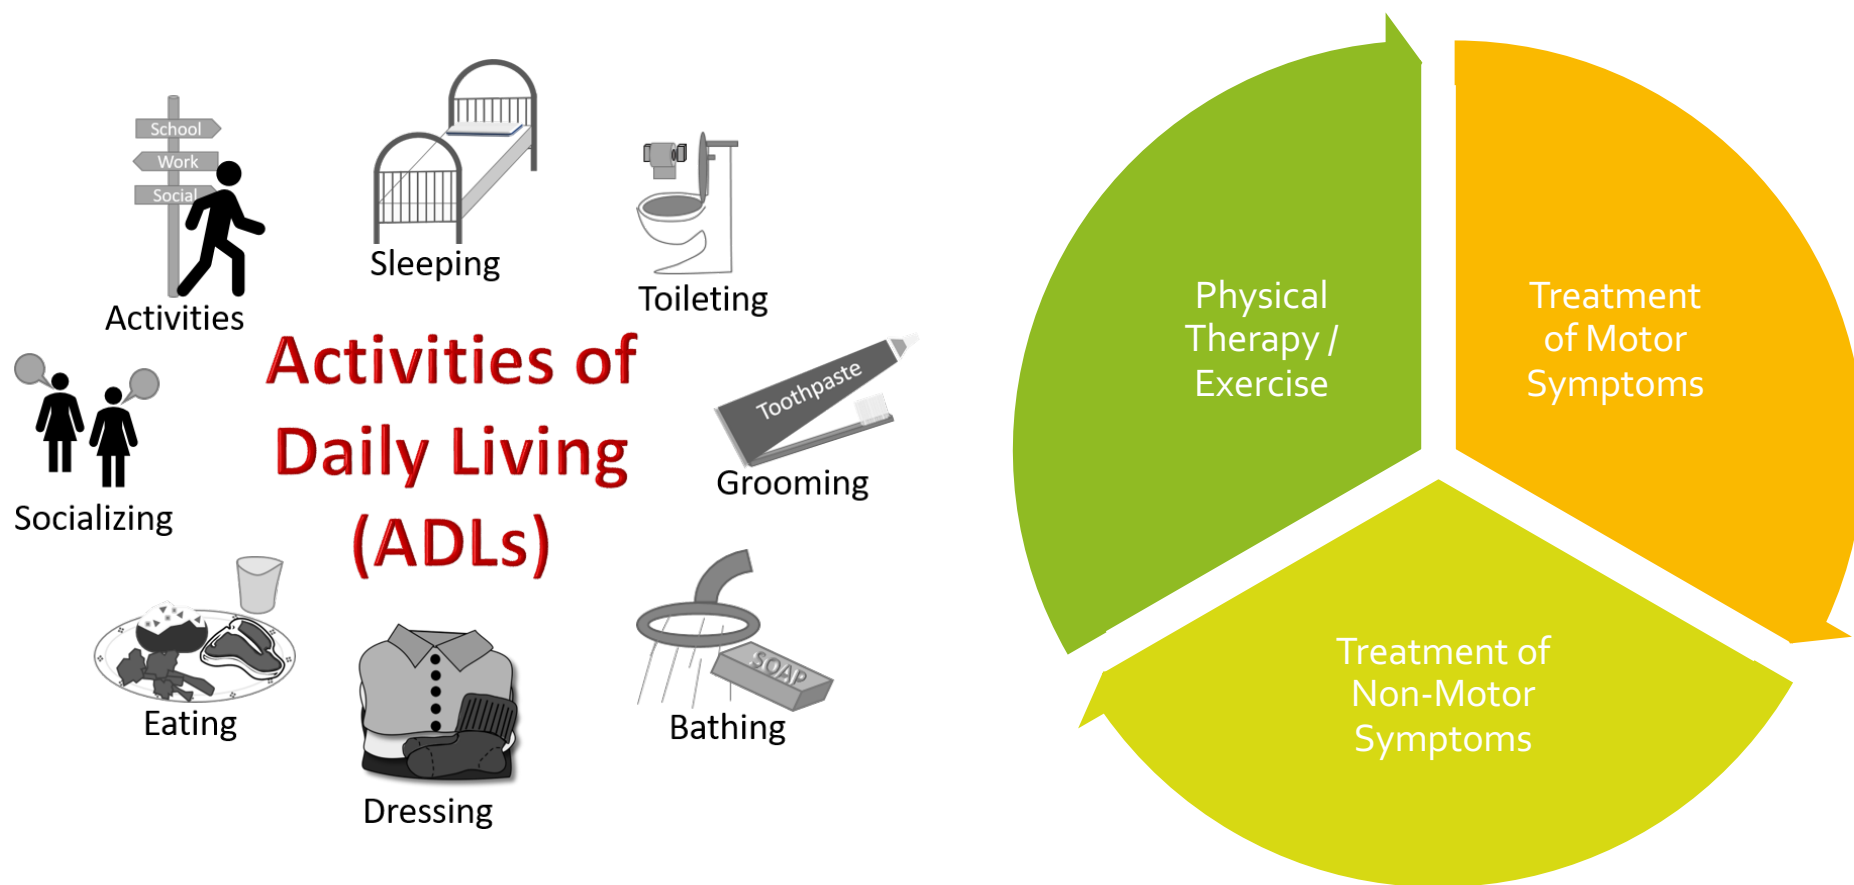 School
Work
Social
Activities
Sleeping
Toileting
Activities of
Daily Living
(ADLs)
Toothpaste
Grooming
Socializing
Eating
Dressing
SOAP
Bathing
Physical
Therapy /
Exercise
Treatment
of Motor
Symptoms
Treatment of
Non-Motor
Symptoms